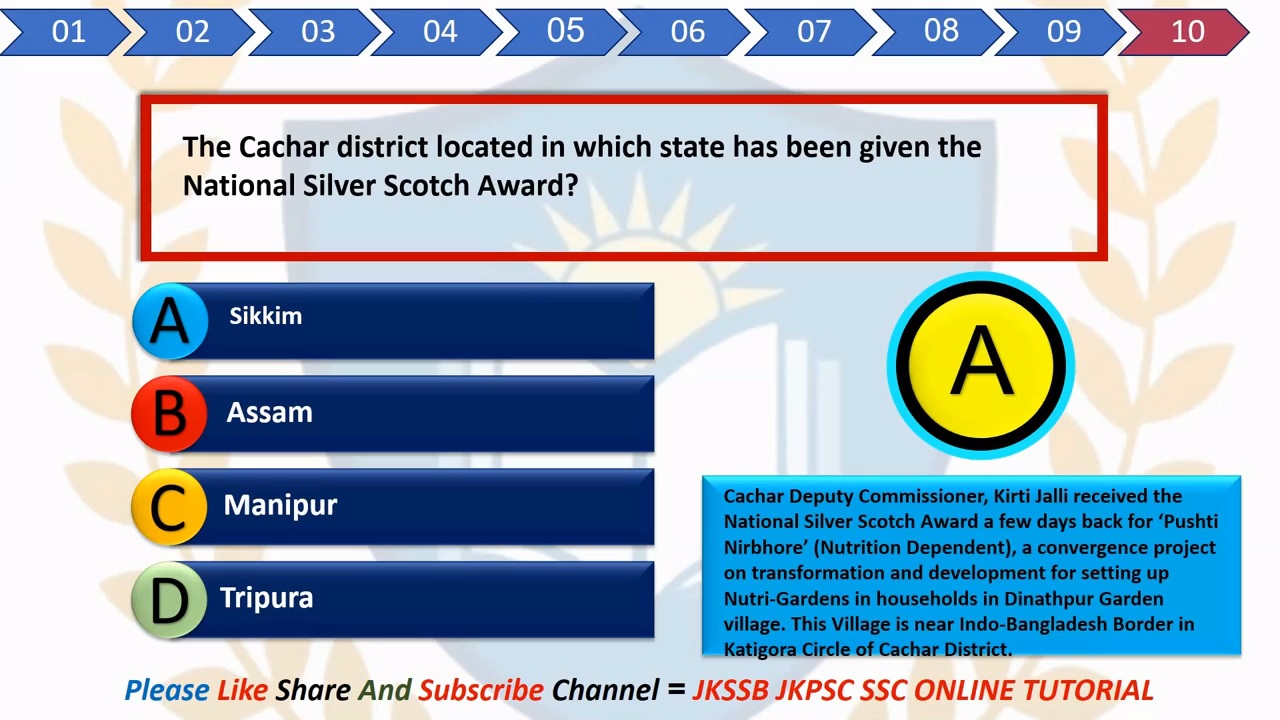 01 02 03 04 05 06 07 08 09 10
The Cachar district located in which state has been given the
National Silver Scotch Award?
A Sikkim
B Assam
C Manipur
D Tripura
A
Cachar Deputy Commissioner, Kirti Jalli received the
National Silver Scotch Award a few days back for ‘Pushti
Nirbhore’ (Nutrition Dependent), a convergence project
on transformation and development for setting up
Nutri-Gardens in households in Dinathpur Garden
village. This Village is near Indo-Bangladesh Border in
Katigora Circle of Cachar District.
Please Like Share And Subscribe Channel = JKSSB JKPSC SSC ONLINE TUTORIAL